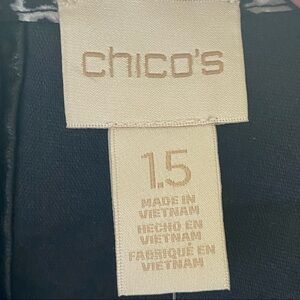 chico's
1.5
MADE IN
VIETNAM
HECHO EN
VIETNAM
FABRIQUÉ EN
VIETNAM